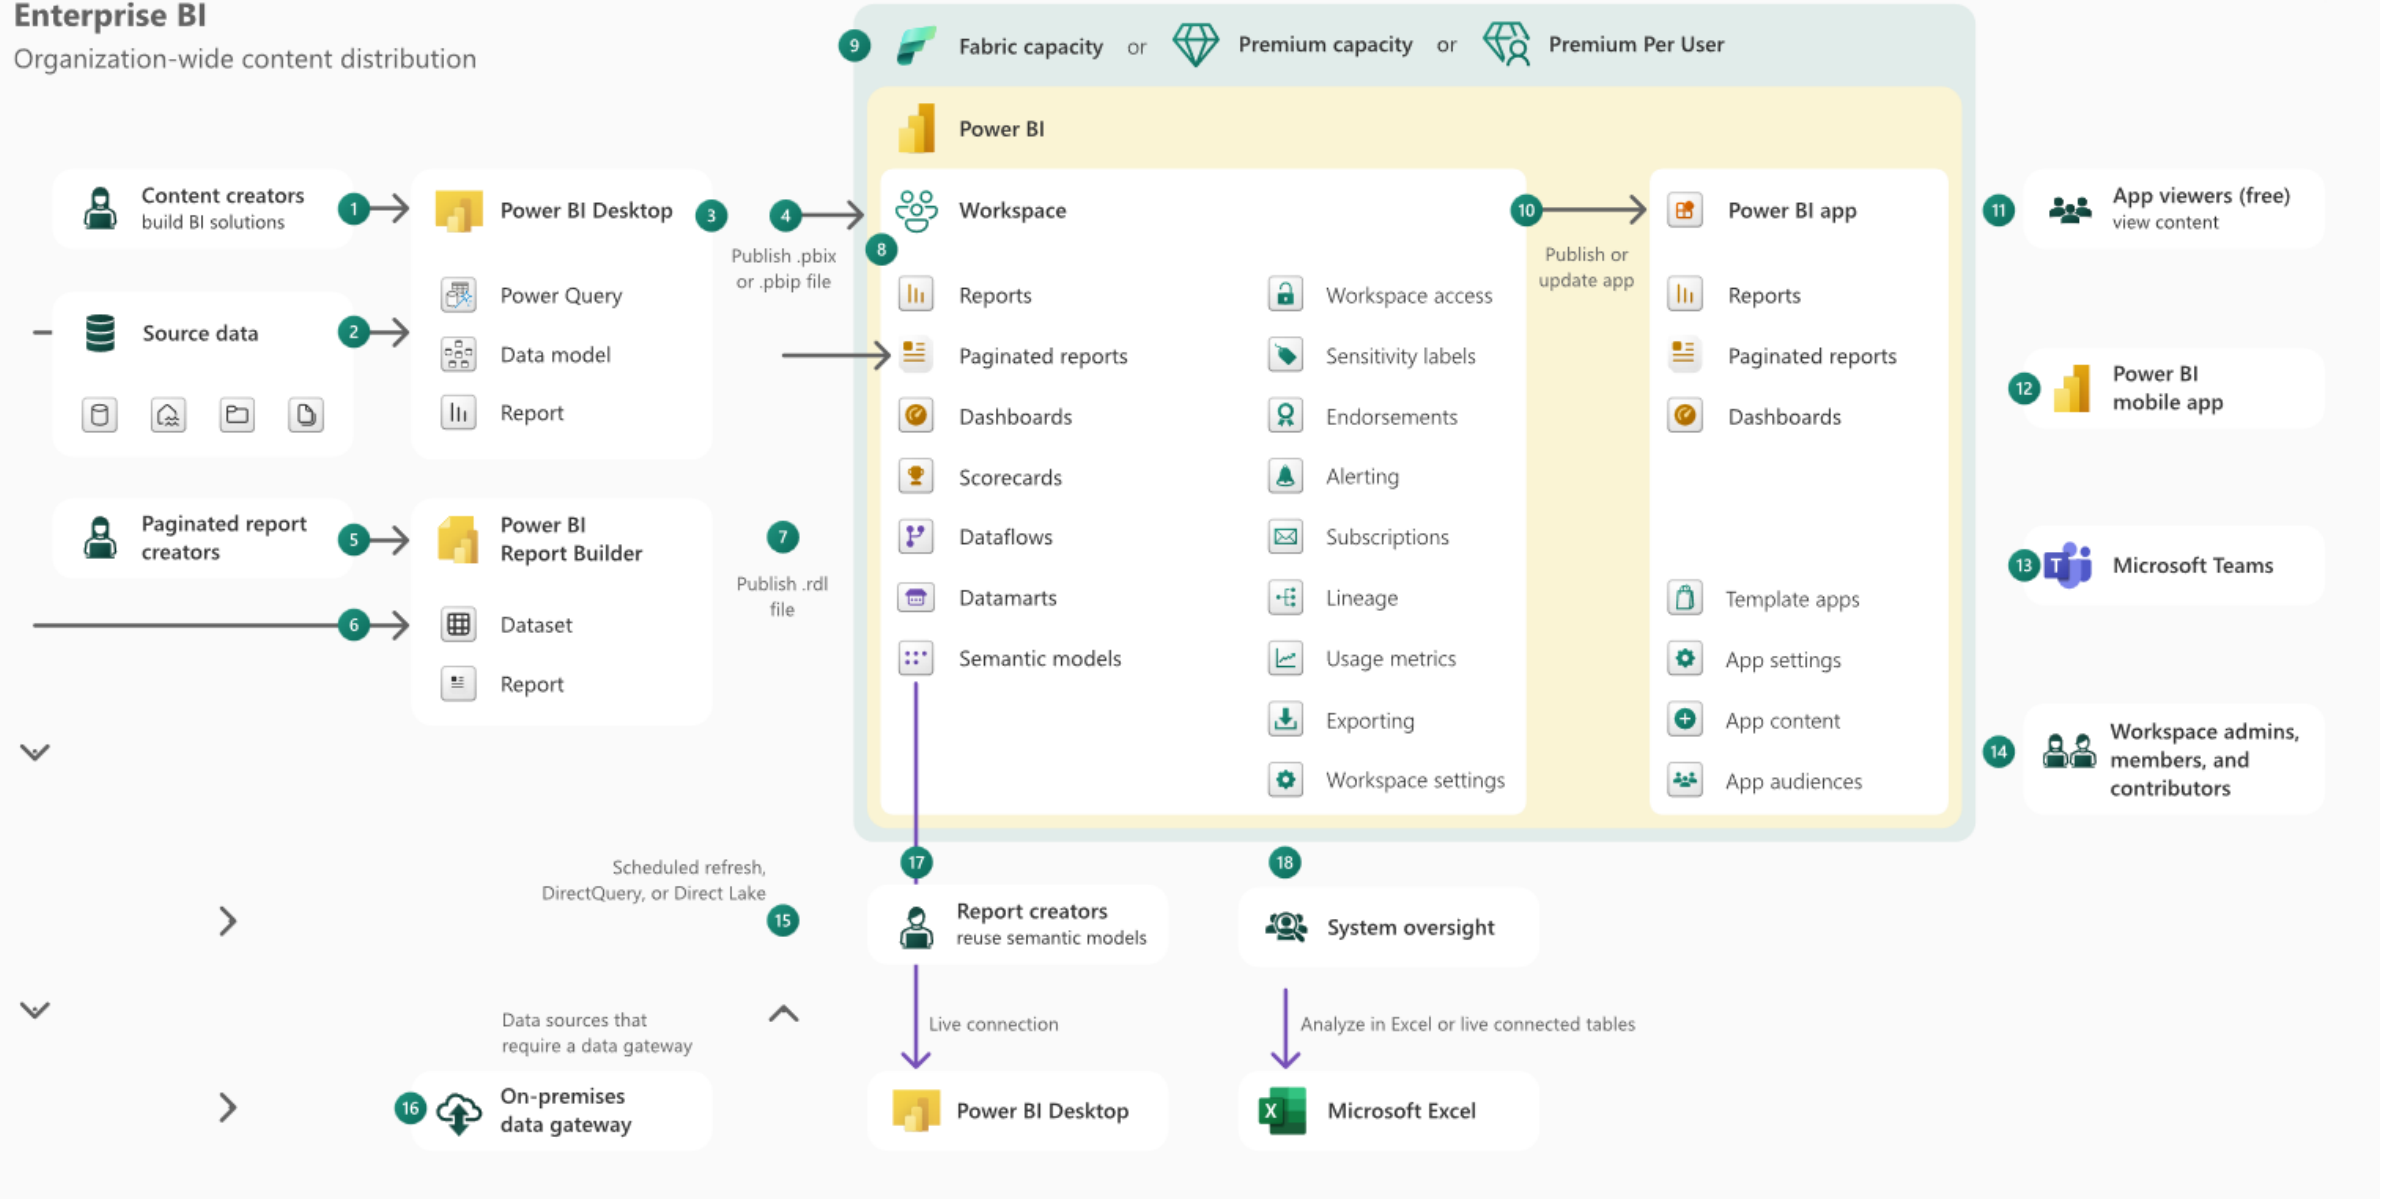 Enterprise BI
Organization-wide content distribution
9
Fabric capacity or Premium capacity or Premium Per User
Power BI
Content creators
build BI solutions
1
Power BI Desktop
3
4
Publish .pbix
or .pbip file
Power Query
Data model
Report
Source data
2
Paginated report
creators
5
Power BI
Report Builder
6
Dataset
Report
7
Publish .rdl
file
Workspace
8
Reports
Paginated reports
Dashboards
Scorecards
Dataflows
Datamarts
Semantic models
Workspace access
Sensitivity labels
Endorsements
Alerting
Subscriptions
Lineage
Usage metrics
Exporting
Workspace settings
10
Publish or
update app
Power BI app
Reports
Paginated reports
Dashboards
Template apps
App settings
App content
App audiences
11
App viewers (free)
view content
12
Power BI
mobile app
13
T
Microsoft Teams
14
Workspace admins,
members, and
contributors
Scheduled refresh,
DirectQuery, or Direct Lake
15
Data sources that
require a data gateway
16
On-premises
data gateway
17
Report creators
reuse semantic models
Live connection
Power BI Desktop
18
System oversight
Analyze in Excel or live connected tables
X
Microsoft Excel